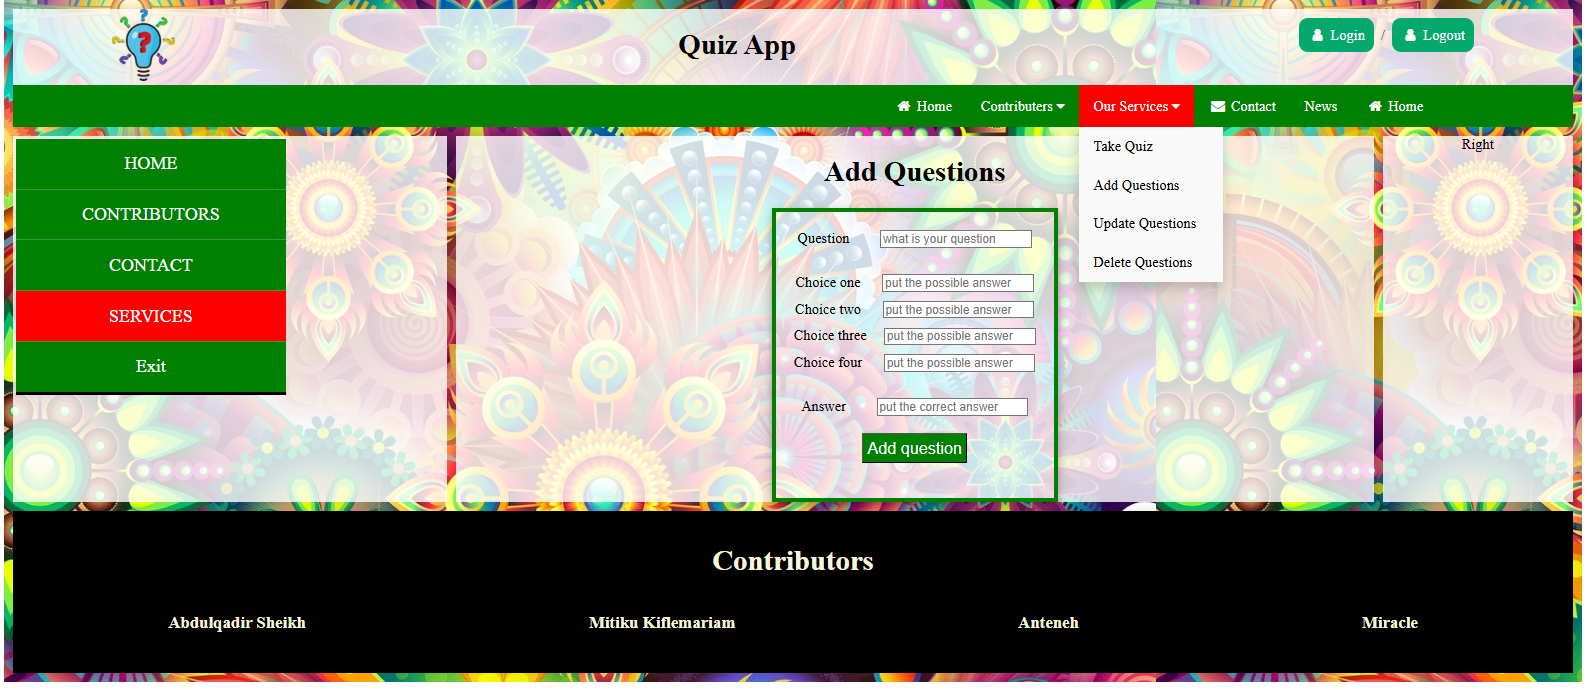 ?
Quiz App
Login / Logout
Home Contributers Our Services Contact News Home
Take Quiz
Add Questions
Update Questions
Delete Questions
HOME
CONTRIBUTORS
CONTACT
SERVICES
Exit
Add Questions
Question what is your question
Choice one put the possible answer
Choice two put the possible answer
Choice three put the possible answer
Choice four put the possible answer
Answer put the correct answer
Add question
Right
Contributors
Abdulqadir Sheikh Mitiku Kiflemariam Anteneh Miracle